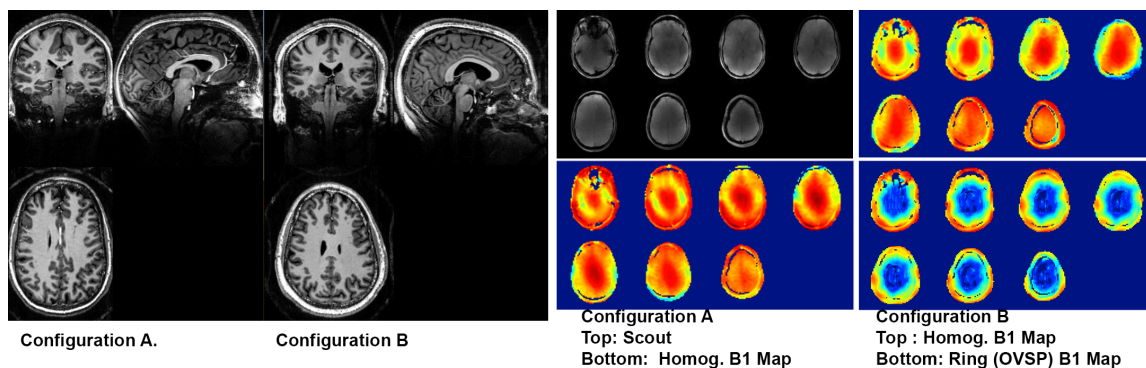 Configuration A.
Configuration B
Configuration A
Top: Scout
Bottom: Homog. B1 Map
Configuration B
Top : Homog. B1 Map
Bottom: Ring (OVSP) B1 Map